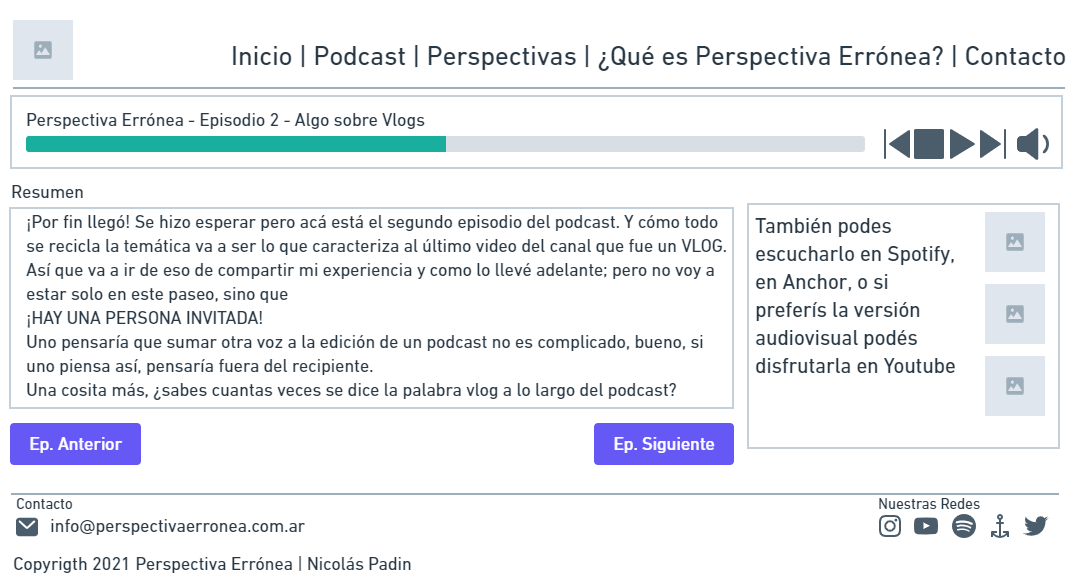 Inicio | Podcast | Perspectivas | ¿Qué es Perspectiva Errónea? | Contacto
Perspectiva Errónea - Episodio 2 - Algo sobre Vlogs
Resumen
¡Por fin llegó! Se hizo esperar pero acá está el segundo episodio del podcast. Y cómo todo
se recicla la temática va a ser lo que caracteriza al último video del canal que fue un VLOG.
Así que va a ir de eso de compartir mi experiencia y como lo llevé adelante; pero no voy a
estar solo en este paseo, sino que
¡HAY UNA PERSONA INVITADA!
Uno pensaría que sumar otra voz a la edición de un podcast no es complicado, bueno, si
uno piensa así, pensaría fuera del recipiente.
Una cosita más, ¿sabes cuantas veces se dice la palabra vlog a lo largo del podcast?
También podes
escucharlo en Spotify,
en Anchor, o si
preferís la versión
audiovisual podés
disfrutarla en Youtube
Ep. Anterior
Ep. Siguiente
Contacto
info@perspectivaerronea.com.ar
Nuestras Redes
Copyrigth 2021 Perspectiva Errónea | Nicolás Padin